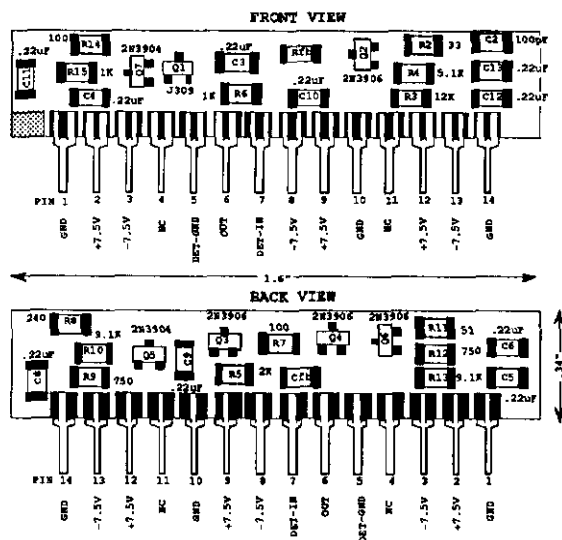 FRONT VIEW
100 R14 2N3904 .22uF Q2 R2 33 C2 100pF
.22uF C11 R15 1K Q7 Q1 C3 Rfb 2N3906 R4 5.1K C13 .22uF
C4 .22uF J309 1K R6 C10 .22uF R3 12K C12 .22uF
PIN 1 2 3 4 5 6 7 8 9 10 11 12 13 14
GND +7.5V -7.5V NC DET-GND OUT DET-IN -7.5V +7.5V GND NC +7.5V -7.5V GND
1.6"
BACK VIEW
240 R8 2N3904 2N3906 100 2N3906 2N3906 R11 51 .22uF
9.1K R10 Q5 C9 Q3 R7 Q4 Q6 R12 750 C6
.22uF R9 750 .22uF R5 2K Cfb R13 9.1K C5 .22uF
C8
.34"
PIN 14 13 12 11 10 9 8 7 6 5 4 3 2 1
GND -7.5V +7.5V NC GND +7.5V -7.5V DET-IN OUT DET-GND NC -7.5V +7.5V GND